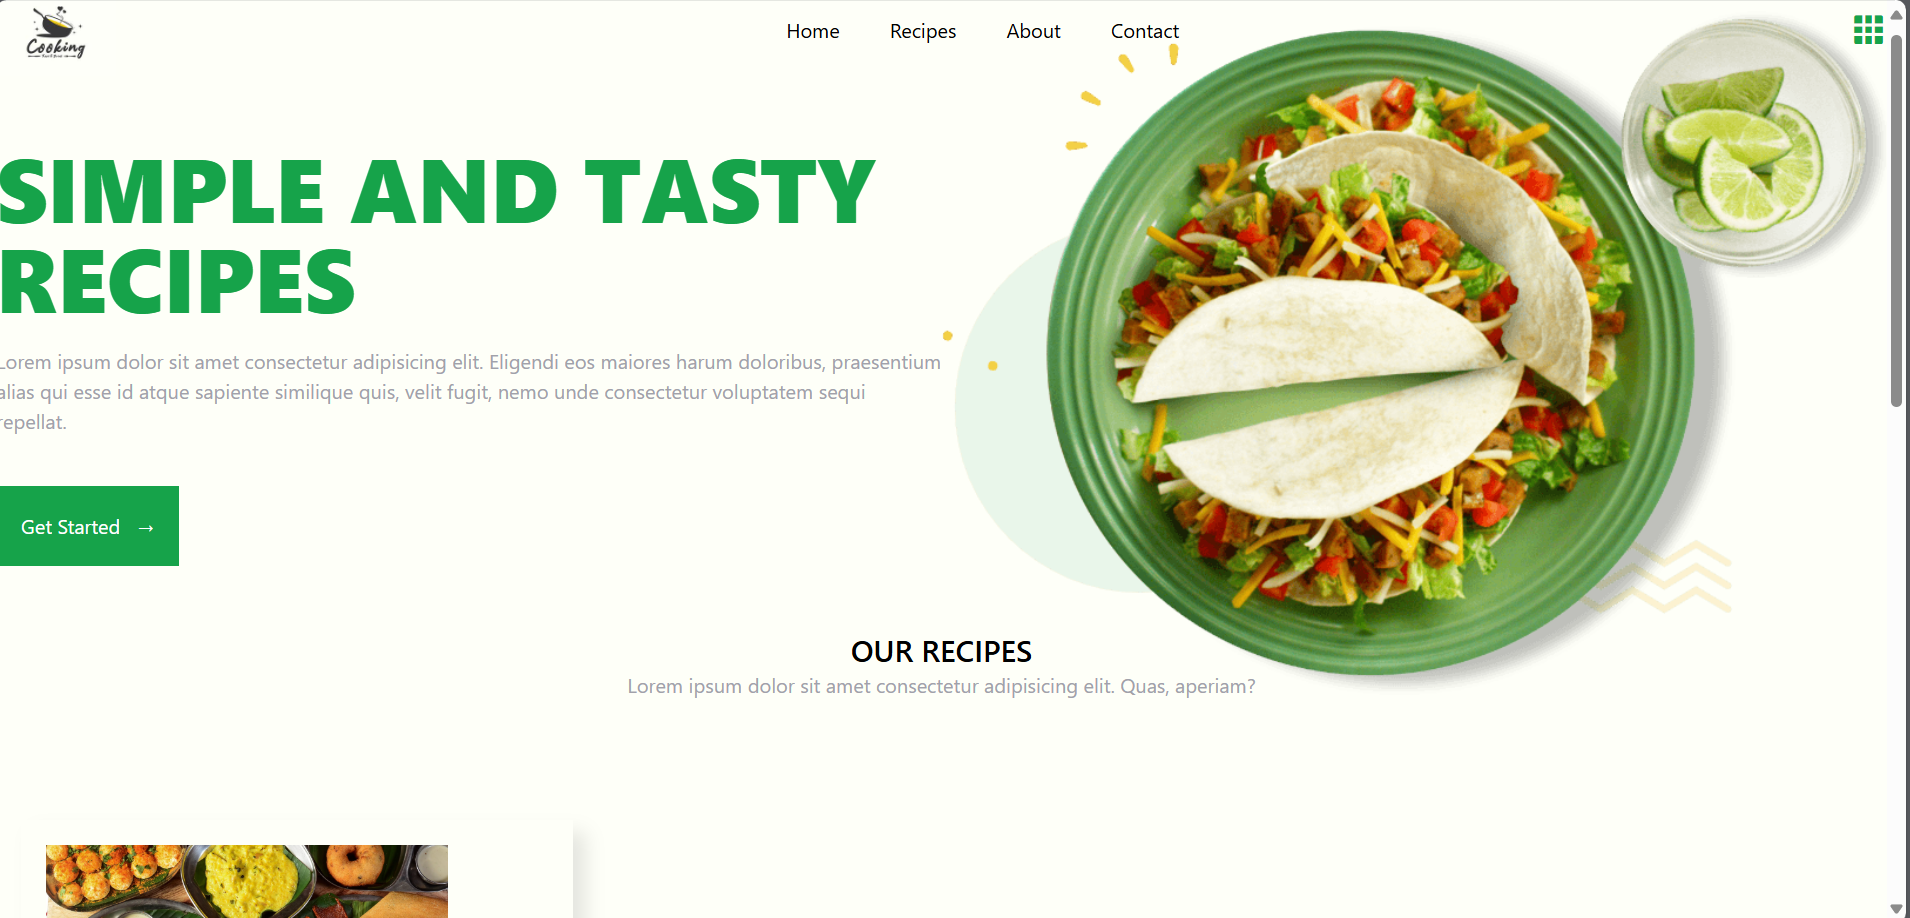 Cooking
Home Recipes About Contact
SIMPLE AND TASTY
RECIPES
Lorem ipsum dolor sit amet consectetur adipisicing elit. Eligendi eos maiores harum doloribus, praesentium
alias qui esse id atque sapiente similique quis, velit fugit, nemo unde consectetur voluptatem sequi
repellat.
Get Started →
OUR RECIPES
Lorem ipsum dolor sit amet consectetur adipisicing elit. Quas, aperiam?